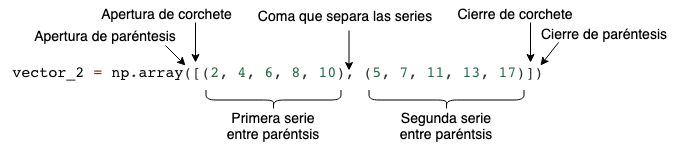 Apertura de corchete
Coma que separa las series
Cierre de corchete
Apertura de paréntesis
Cierre de paréntesis
vector_2 = np.array([(2, 4, 6, 8, 10), (5, 7, 11, 13, 17)])
Primera serie
entre paréntsis
Segunda serie
entre paréntsis